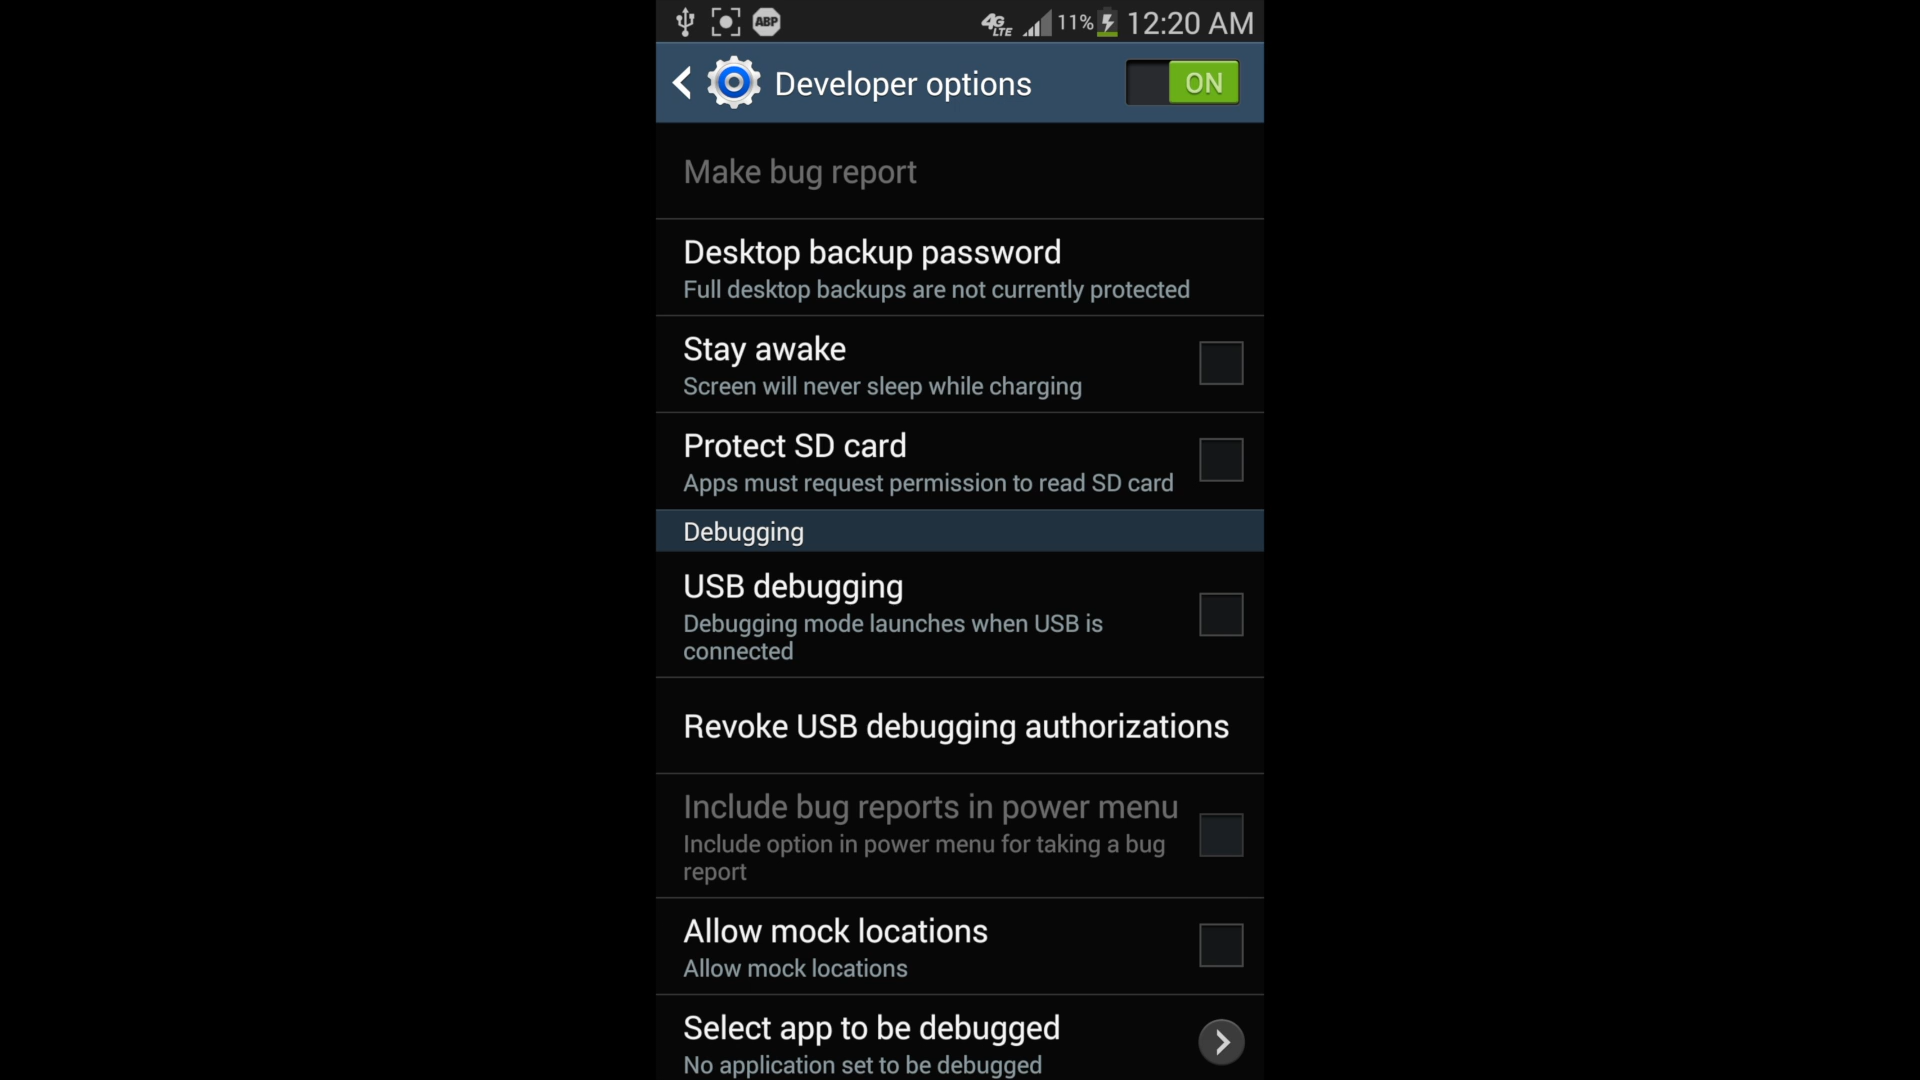 ABP 4G LTE 11% 12:20 AM
Developer options ON
Make bug report
Desktop backup password
Full desktop backups are not currently protected
Stay awake
Screen will never sleep while charging
Protect SD card
Apps must request permission to read SD card
Debugging
USB debugging
Debugging mode launches when USB is
connected
Revoke USB debugging authorizations
Include bug reports in power menu
Include option in power menu for taking a bug
report
Allow mock locations
Allow mock locations
Select app to be debugged
No application set to be debugged